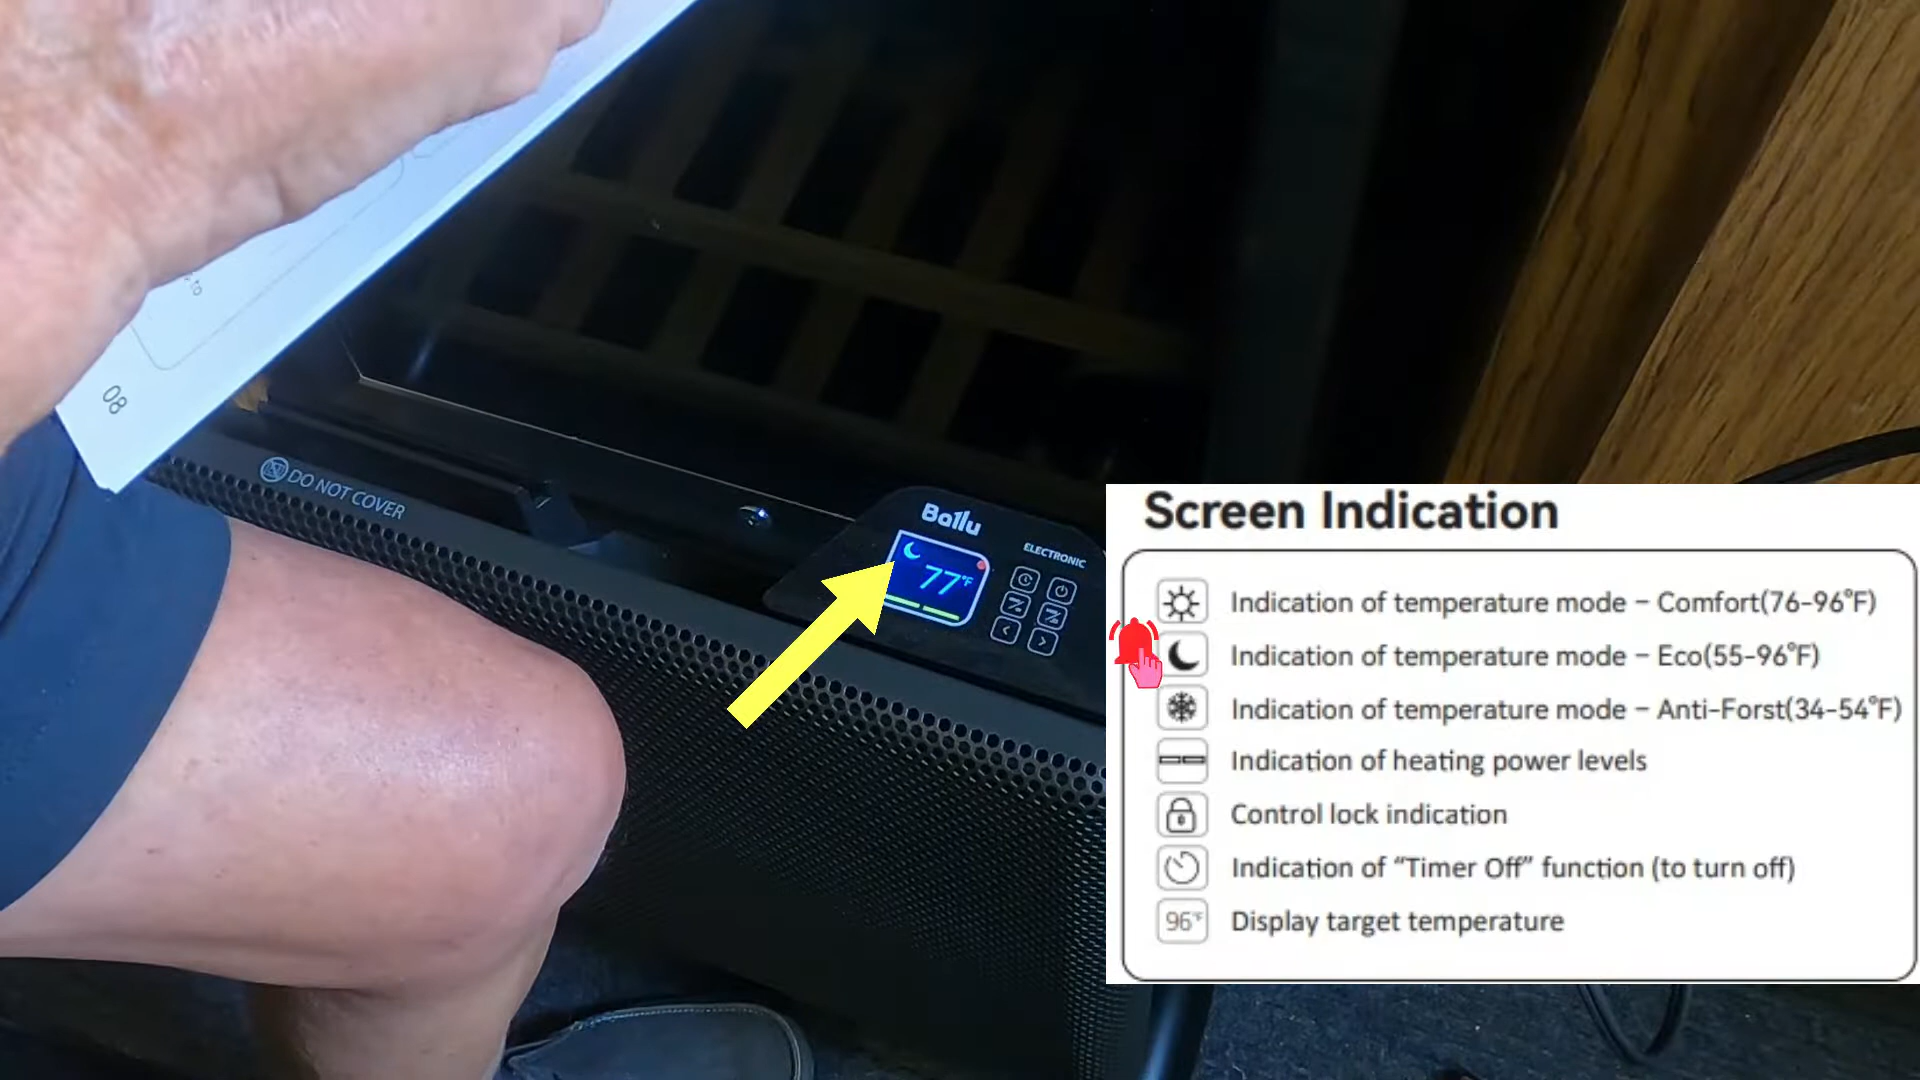 08
DO NOT COVER
Ballu
ELECTRONIC
77°F
Screen Indication
Indication of temperature mode – Comfort(76-96°F)
Indication of temperature mode – Eco(55-96°F)
Indication of temperature mode – Anti-Forst(34-54°F)
Indication of heating power levels
Control lock indication
Indication of “Timer Off” function (to turn off)
96°F Display target temperature